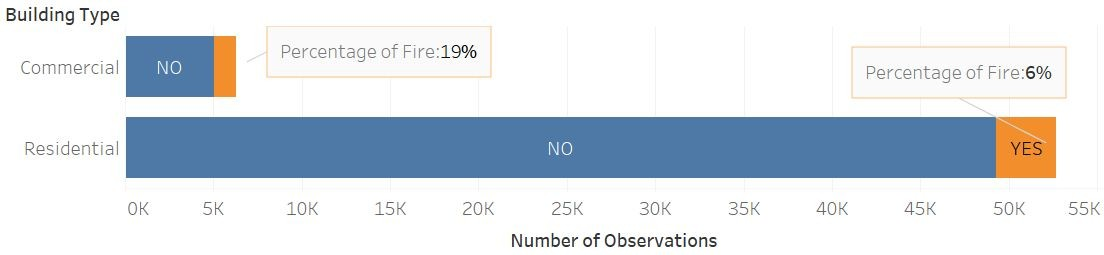 Building Type
Percentage of Fire:19%
Commercial
NO
Percentage of Fire:6%
Residential
NO
YES
0K 5K 10K 15K 20K 25K 30K 35K 40K 45K 50K 55K
Number of Observations